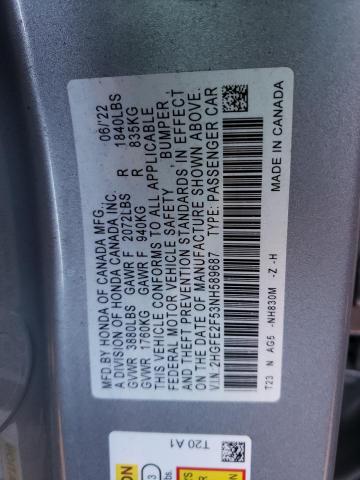 MFD.BY HONDA OF CANADA MFG., 06/'22
A DIVISION OF HONDA CANADA INC.
GVWR 3880LBS GAWR F 2072LBS R 1840LBS
GVWR 1760KG GAWR F 940KG R 835KG
THIS VEHICLE CONFORMS TO ALL APPLICABLE
FEDERAL MOTOR VEHICLE SAFETY, BUMPER,
AND THEFT PREVENTION STANDARDS IN EFFECT
ON THE DATE OF MANUFACTURE SHOWN ABOVE.
V.I.N: 2HGFE2F53NH589687 TYPE: PASSENGER CAR
T23 N AG5 -NH830M -Z -H MADE IN CANADA
T20 A1